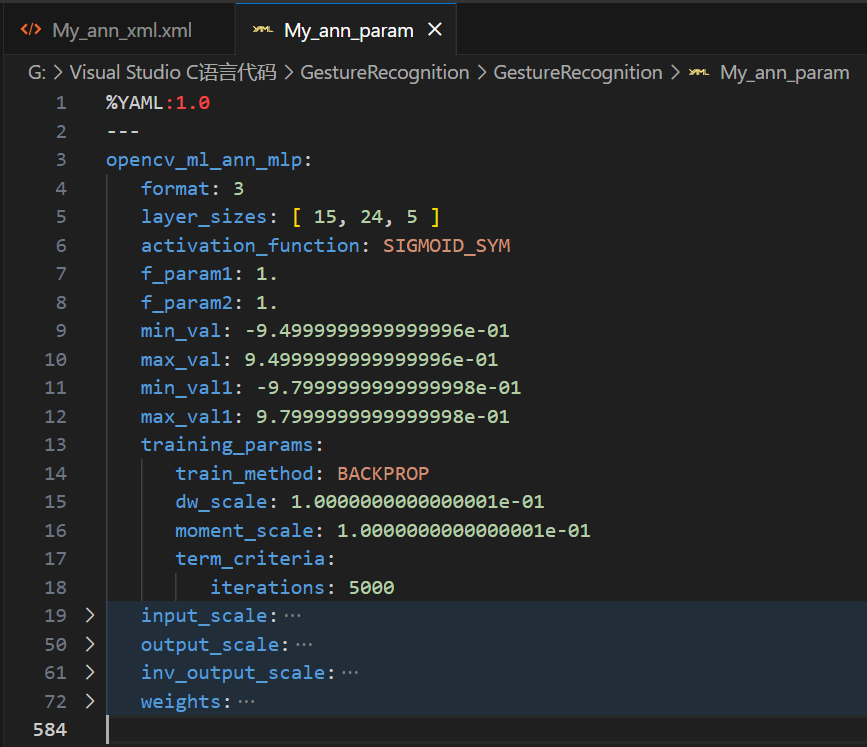 My_ann_xml.xml My_ann_param
G: > Visual Studio C语言代码 > GestureRecognition > GestureRecognition > My_ann_param
1 %YAML:1.0
2 ---
3 opencv_ml_ann_mlp:
4 format: 3
5 layer_sizes: [ 15, 24, 5 ]
6 activation_function: SIGMOID_SYM
7 f_param1: 1.
8 f_param2: 1.
9 min_val: -9.4999999999999996e-01
10 max_val: 9.4999999999999996e-01
11 min_val1: -9.7999999999999998e-01
12 max_val1: 9.7999999999999998e-01
13 training_params:
14 train_method: BACKPROP
15 dw_scale: 1.0000000000000001e-01
16 moment_scale: 1.0000000000000001e-01
17 term_criteria:
18 iterations: 5000
19 input_scale:···
50 output_scale:···
61 inv_output_scale:···
72 weights:···
584